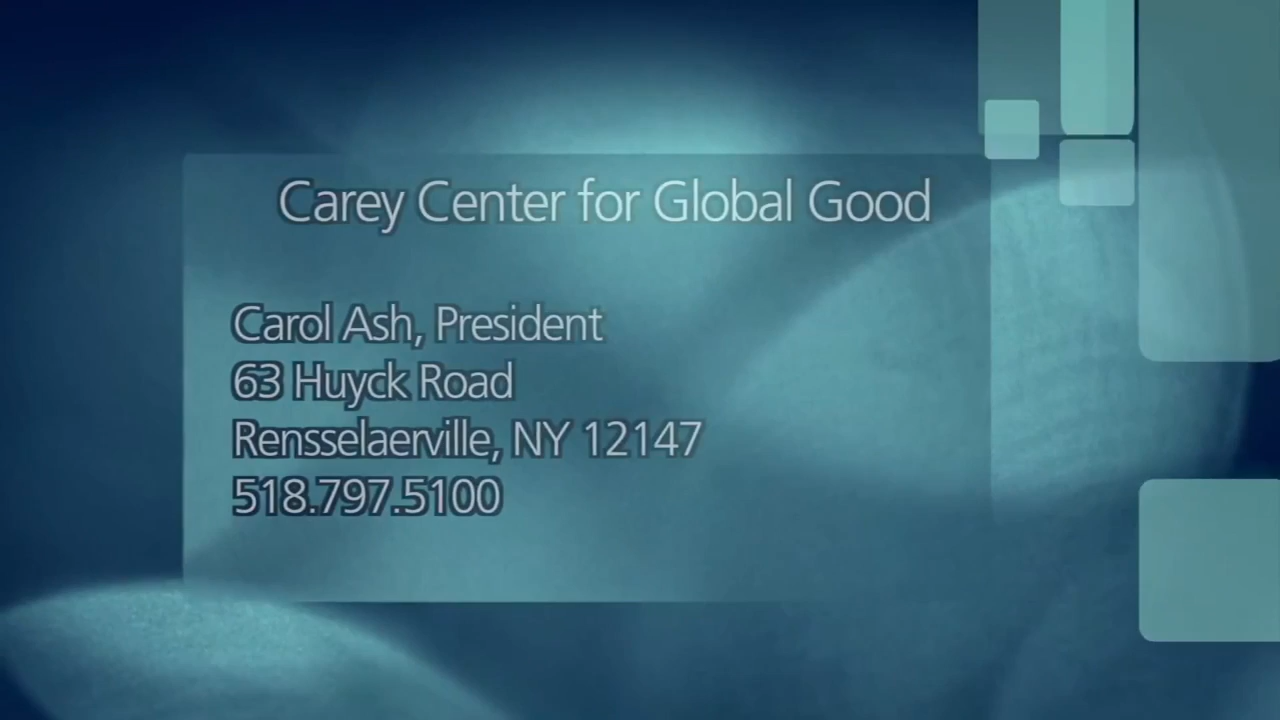 Carey Center for Global Good
Carol Ash, President
63 Huyck Road
Rensselaerville, NY 12147
518.797.5100